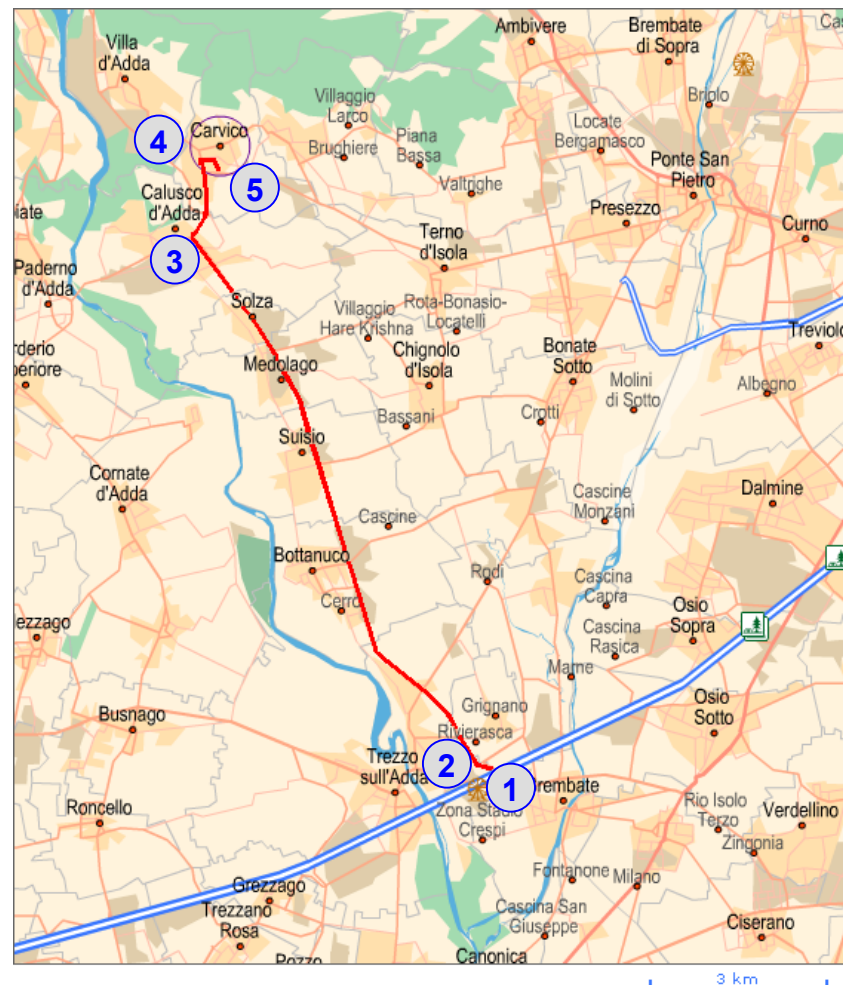 Ambivere
Brembate
di Sopra
Villa
d'Adda
Briolo
Villaggio
Larco
Carvico
4
Locate
Bergamasco
Piana
Bassa
Brughiere
Ponte San
Pietro
Valtrighe
5
Calusco
d'Adda
Presezzo
Curno
Terno
d'Isola
3
Paderno
d'Adda
Solza
Villaggio
Hare Krishna
Rota-Bonasio-
Locatelli
Chignolo
d'Isola
Bonate
Sotto
Medolago
Molini
di Sotto
Albegno
Bassani
Crotti
Suisio
Cornate
d'Adda
Cascine
Monzani
Dalmine
Cascine
Bottanuco
Rodi
Cascina
Capra
Cerro
Osio
Sopra
Cascina
Rasica
Marne
Osio
Sotto
Grignano
Busnago
Rivierasca
Trezzo
sull'Adda
2
1
Roncello
Crespi
Rio Isolo
Terzo
Verdellino
Zingonia
Fontanone
Milano
Grezzago
Trezzano
Rosa
Cascina San
Giuseppe
Ciserano
Canonica
3 km